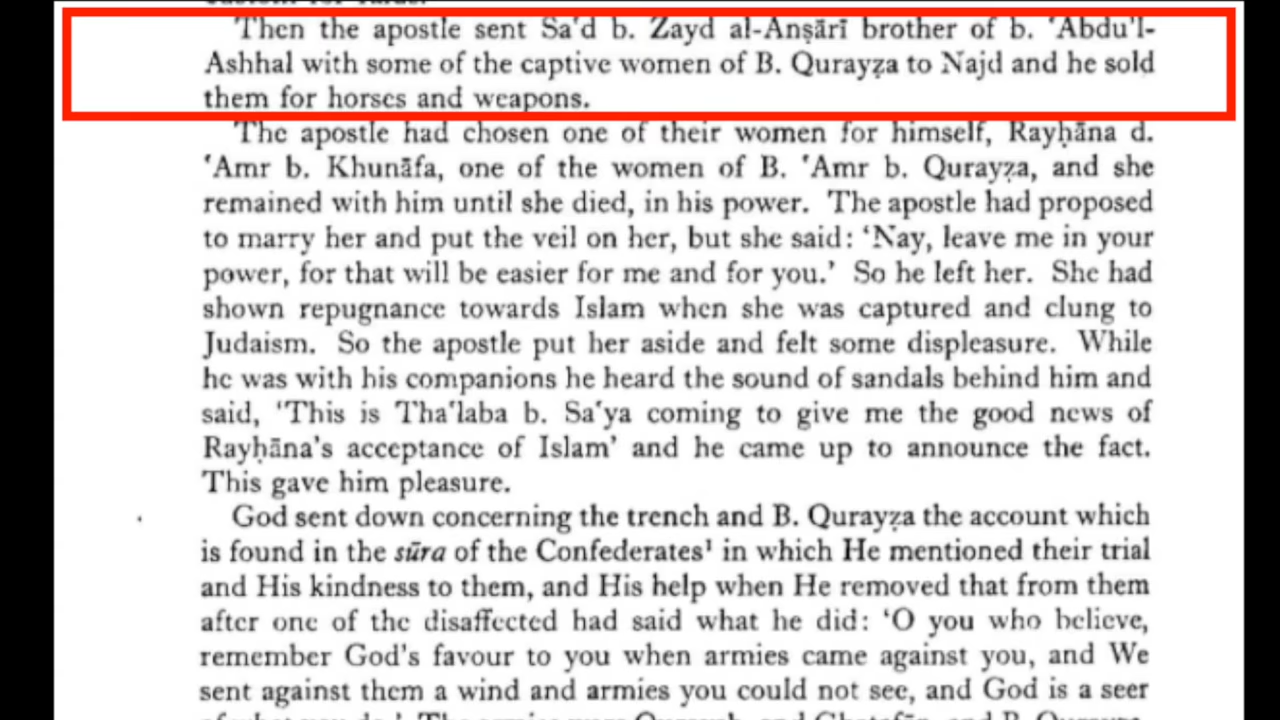 Then the apostle sent Sa'd b. Zayd al-Anṣārī brother of b. 'Abdu'l-
Ashhal with some of the captive women of B. Qurayẓa to Najd and he sold
them for horses and weapons.
The apostle had chosen one of their women for himself, Rayḥāna d.
'Amr b. Khunāfa, one of the women of B. 'Amr b. Qurayẓa, and she
remained with him until she died, in his power. The apostle had proposed
to marry her and put the veil on her, but she said: 'Nay, leave me in your
power, for that will be easier for me and for you.' So he left her. She had
shown repugnance towards Islam when she was captured and clung to
Judaism. So the apostle put her aside and felt some displeasure. While
he was with his companions he heard the sound of sandals behind him and
said, 'This is Tha'laba b. Sa'ya coming to give me the good news of
Rayḥāna's acceptance of Islam' and he came up to announce the fact.
This gave him pleasure.
God sent down concerning the trench and B. Qurayẓa the account which
is found in the sūra of the Confederates¹ in which He mentioned their trial
and His kindness to them, and His help when He removed that from them
after one of the disaffected had said what he did: 'O you who believe,
remember God's favour to you when armies came against you, and We
sent against them a wind and armies you could not see, and God is a seer